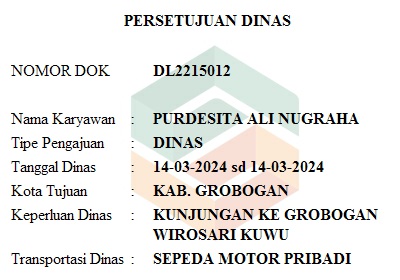 PERSETUJUAN DINAS
NOMOR DOK DL2215012
Nama Karyawan : PURDESITA ALI NUGRAHA
Tipe Pengajuan : DINAS
Tanggal Dinas : 14-03-2024 sd 14-03-2024
Kota Tujuan : KAB. GROBOGAN
Keperluan Dinas : KUNJUNGAN KE GROBOGAN
WIROSARI KUWU
Transportasi Dinas : SEPEDA MOTOR PRIBADI